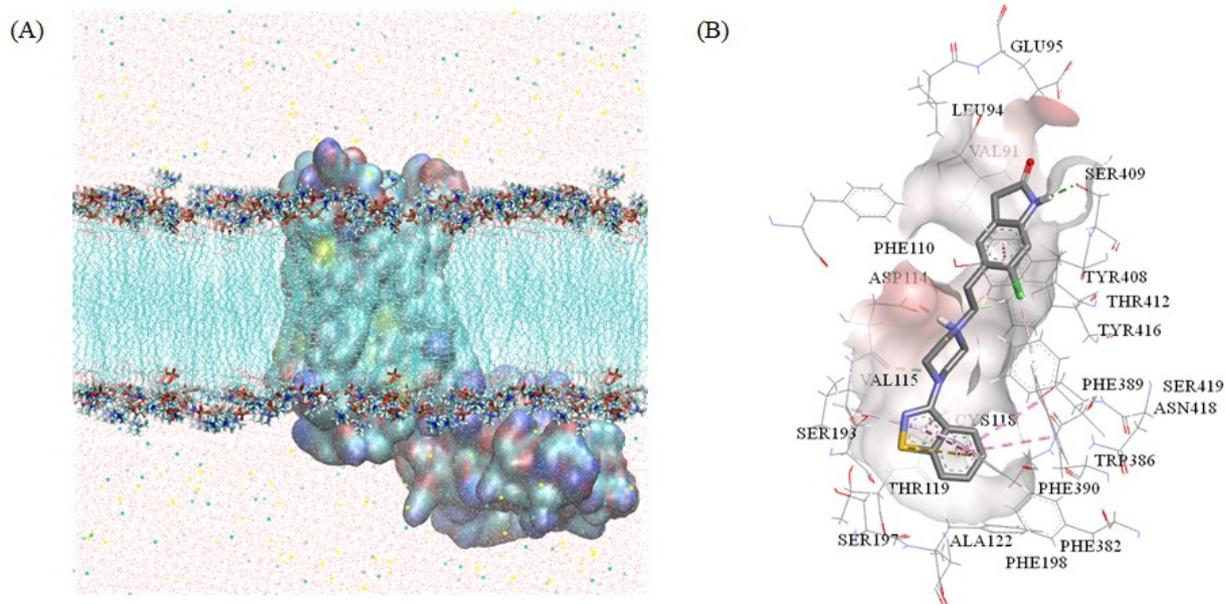 (A)
(B)
GLU95
LEU94
VAL91
SER409
PHE110
TYR408
ASP114
THR412
TYR416
VAL115
PHE389
SER419
ASN418
CYS118
SER193
TRP386
THR119
PHE390
SER197
ALA122
PHE382
PHE198